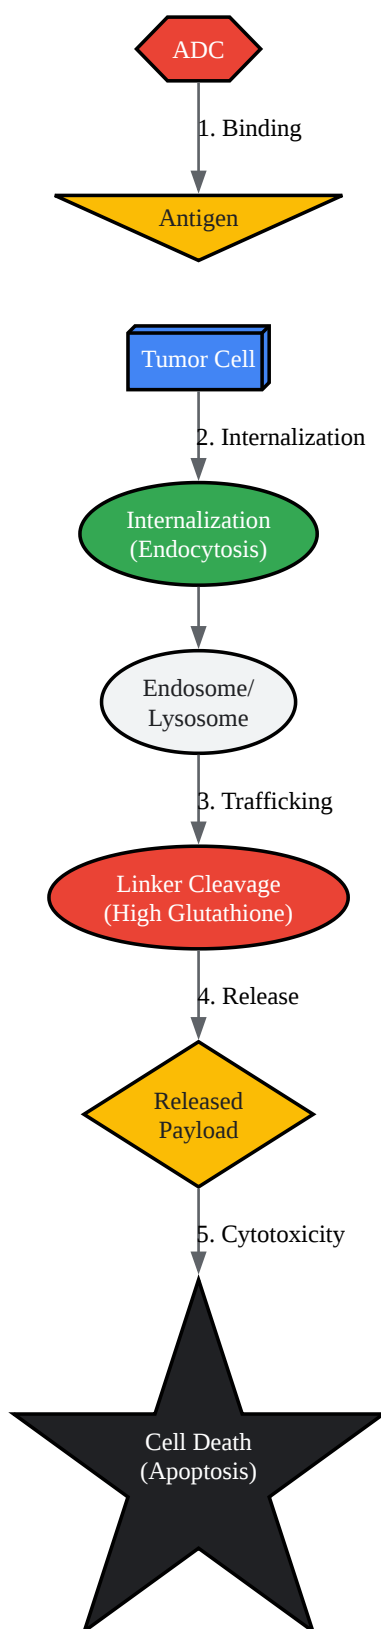 ADC
1. Binding
Antigen
Tumor Cell
2. Internalization
Internalization
(Endocytosis)
Endosome/
Lysosome
3. Trafficking
Linker Cleavage
(High Glutathione)
4. Release
Released
Payload
5. Cytotoxicity
Cell Death
(Apoptosis)